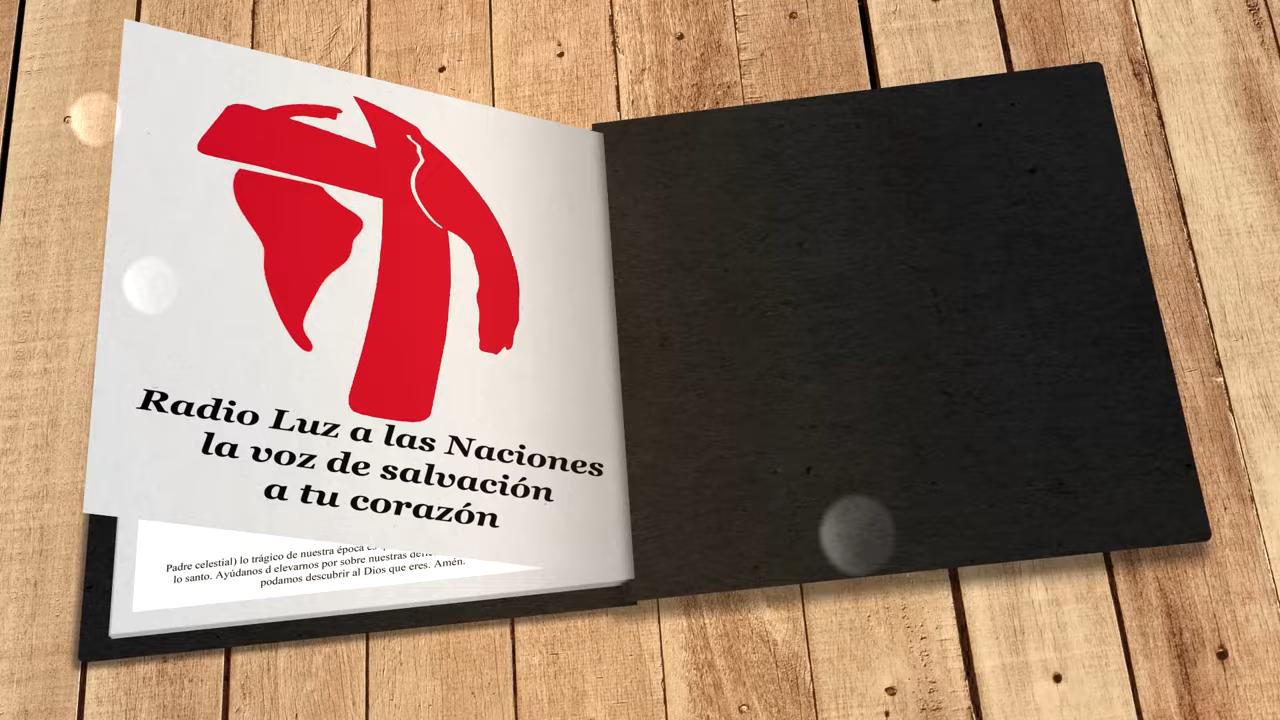 Radio Luz a las Naciones
la voz de salvación
a tu corazón
Padre celestial) lo trágico de nuestra época es
lo santo. Ayúdanos d elevarnos por sobre nuestras
podamos descubrir al Dios que eres. Amén.